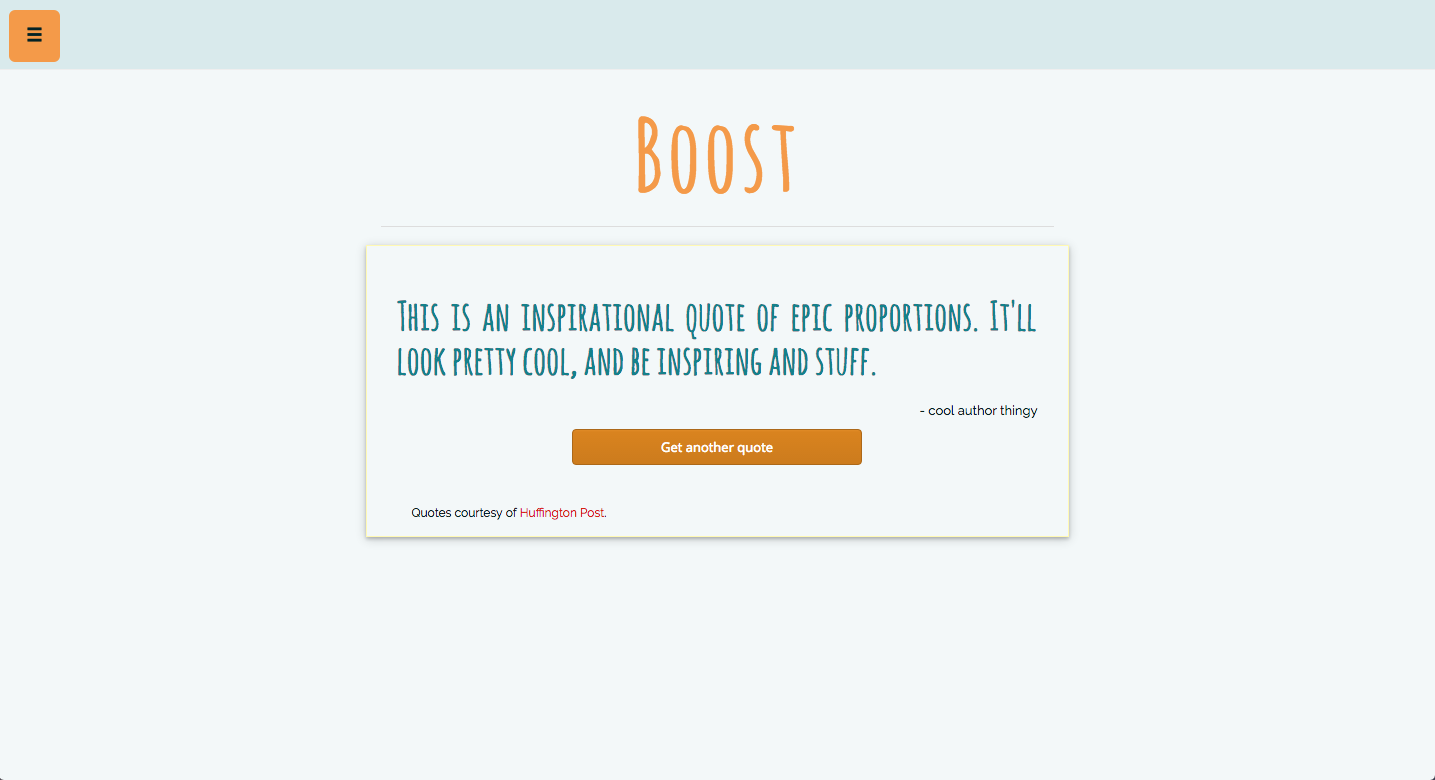 Boost
This is an inspirational quote of epic proportions. It'll
look pretty cool, and be inspiring and stuff.
- cool author thingy
Get another quote
Quotes courtesy of Huffington Post.